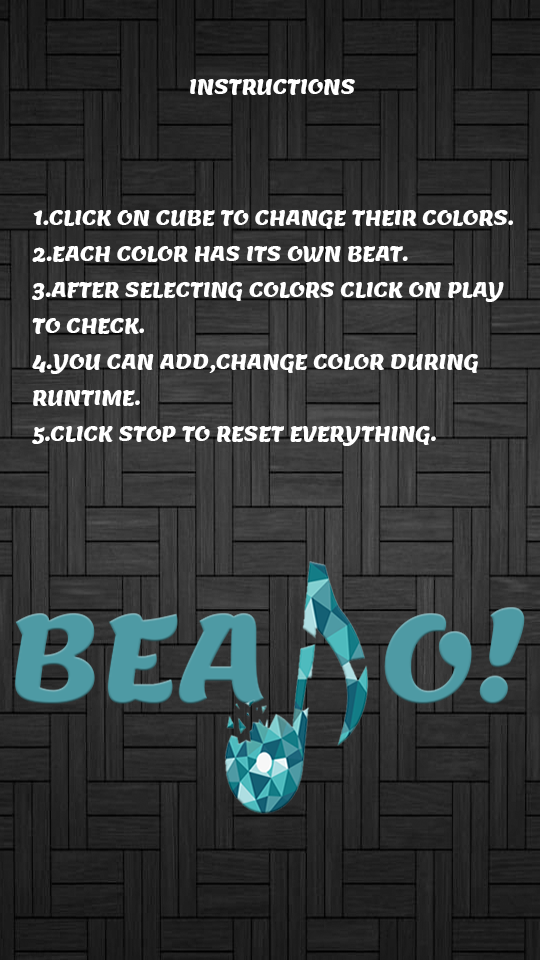 INSTRUCTIONS
1.CLICK ON CUBE TO CHANGE THEIR COLORS.
2.EACH COLOR HAS ITS OWN BEAT.
3.AFTER SELECTING COLORS CLICK ON PLAY
TO CHECK.
4.YOU CAN ADD,CHANGE COLOR DURING
RUNTIME.
5.CLICK STOP TO RESET EVERYTHING.
BEA O!